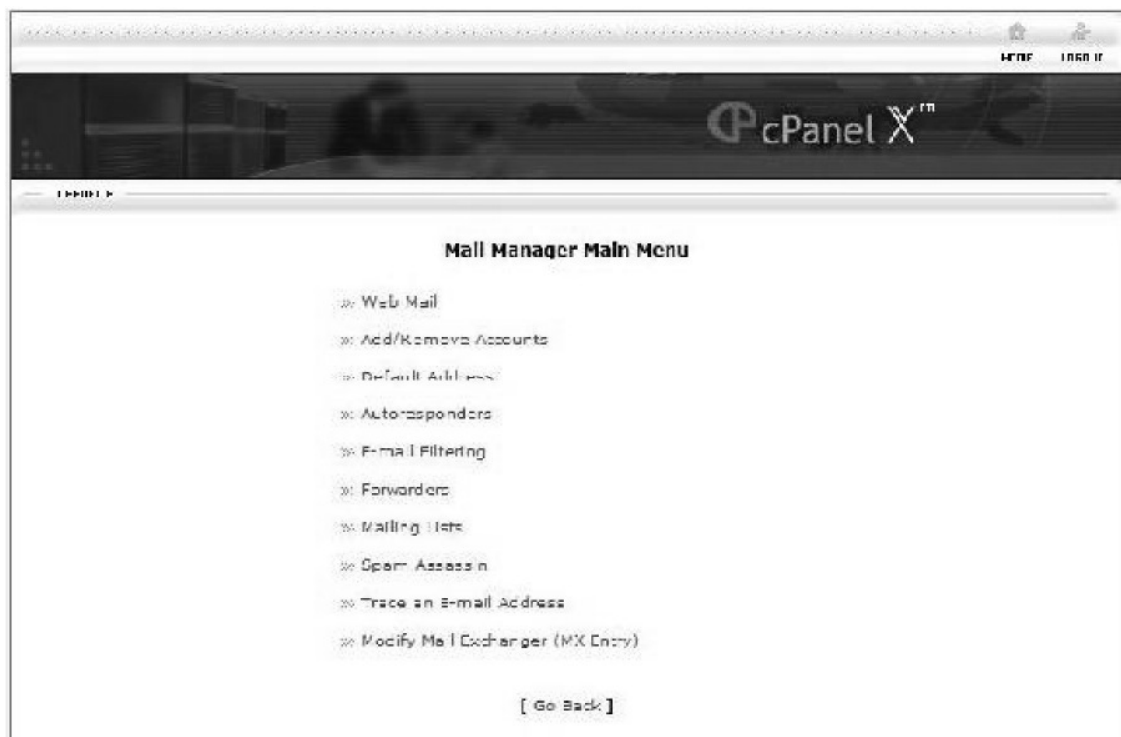 HOME LOGOUT
cPanel X™
Mail Manager Main Menu
» Web Mail
» Add/Remove Accounts
» Default Address
» Autoresponders
» E-mail Filtering
» Forwarders
» Mailing Lists
» Spam Assassin
» Trace an E-mail Address
» Modify Mail Exchanger (MX Entry)
[ Go Back ]